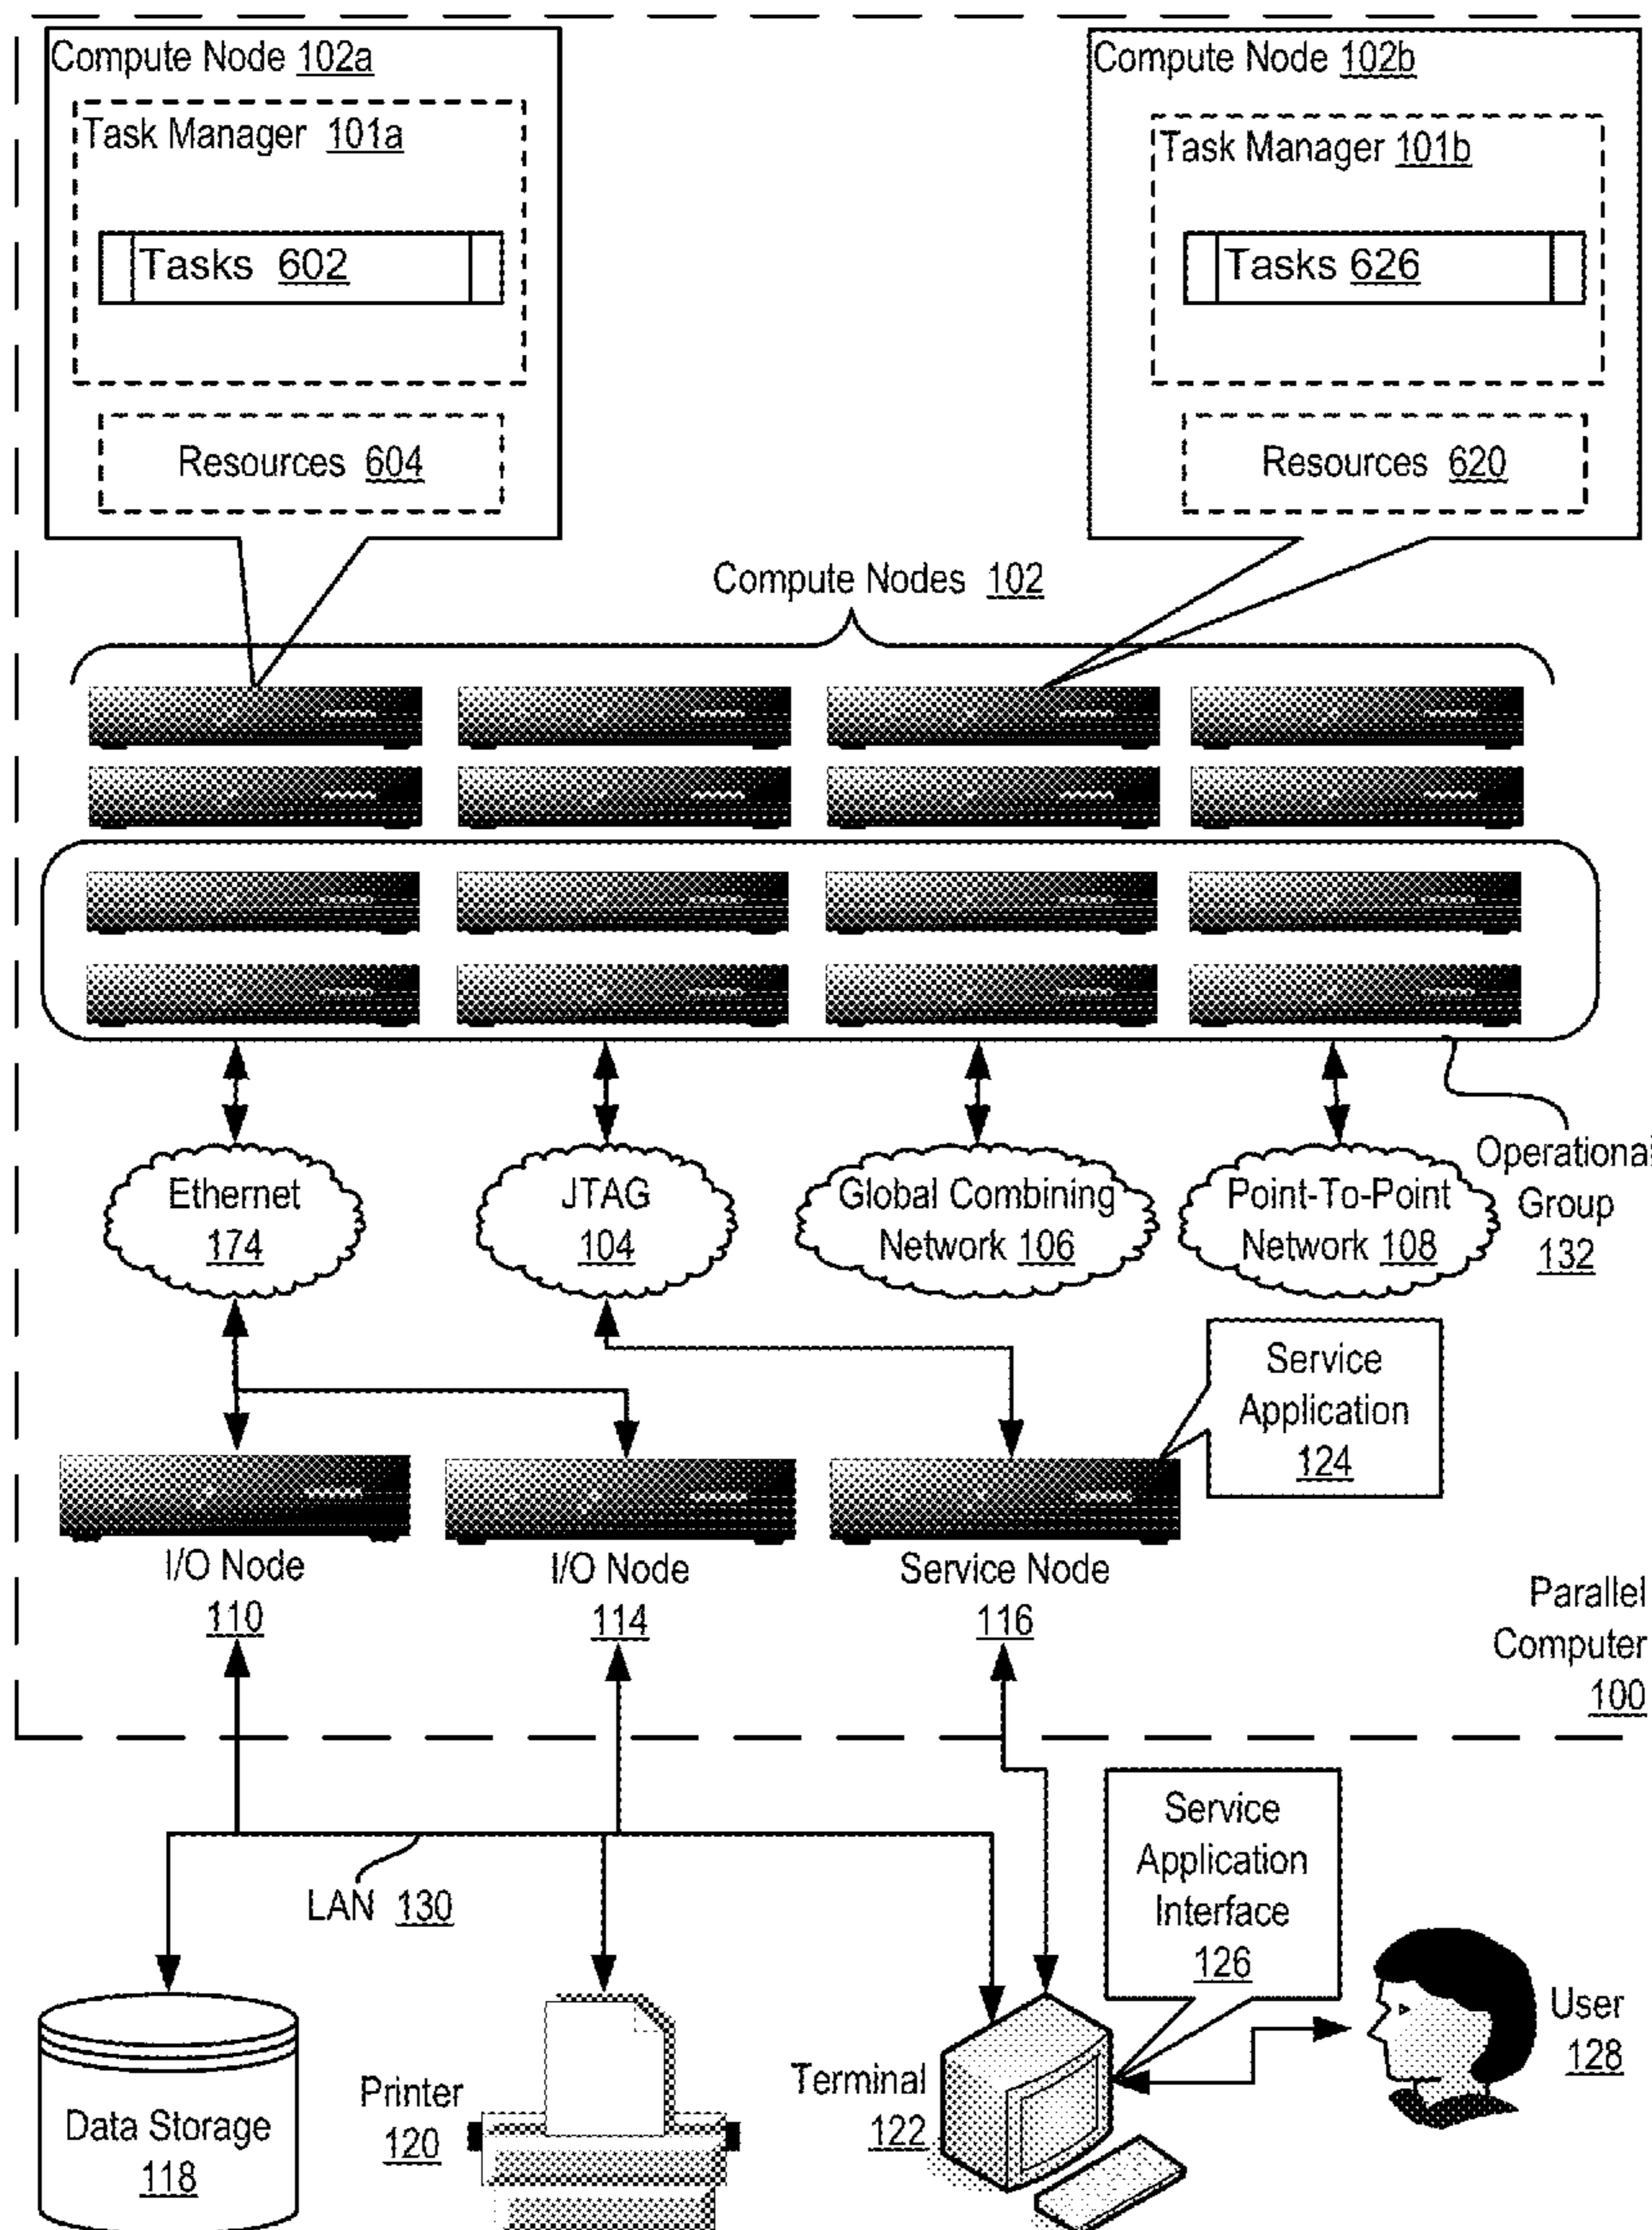 Compute Node 102a
Task Manager 101a
Tasks 602
Resources 604
Compute Node 102b
Task Manager 101b
Tasks 626
Resources 620
Compute Nodes 102
Operational
Group
132
Ethernet
174
JTAG
104
Global Combining
Network 106
Point-To-Point
Network 108
Service
Application
124
I/O Node
110
I/O Node
114
Service Node
116
Parallel
Computer
100
Service
Application
Interface
126
LAN 130
Data Storage
118
Printer
120
Terminal
122
User
128